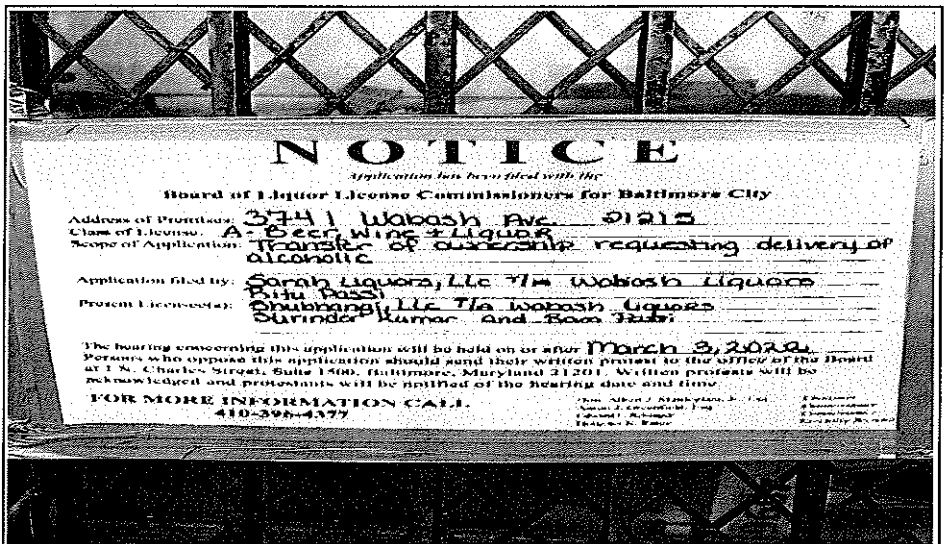 NOTICE
Application has been filed with the
Board of Liquor License Commissioners for Baltimore City
Address of Premises: 3741 Wabash Ave. 21215
Class of License: A- Beer, Wine + Liquor
Scope of Application: Transfer of ownership requesting delivery of
alcoholic
Application filed by: Sarah Liquors, LLC T/a Wabash Liquors
Bitu Passi
Present Licensee(s): Shubhangi, LLC T/a Wabash Liquors
Surinder Kumar and Ram
The hearing concerning this application will be held on or after March 3, 2022.
Persons who oppose this application should send their written protest to the office of the Board
at 1 N. Charles Street, Suite 1500, Baltimore, Maryland 21201. Written protests will be
acknowledged and protestants will be notified of the hearing date and time.
FOR MORE INFORMATION CALL
410-396-4377